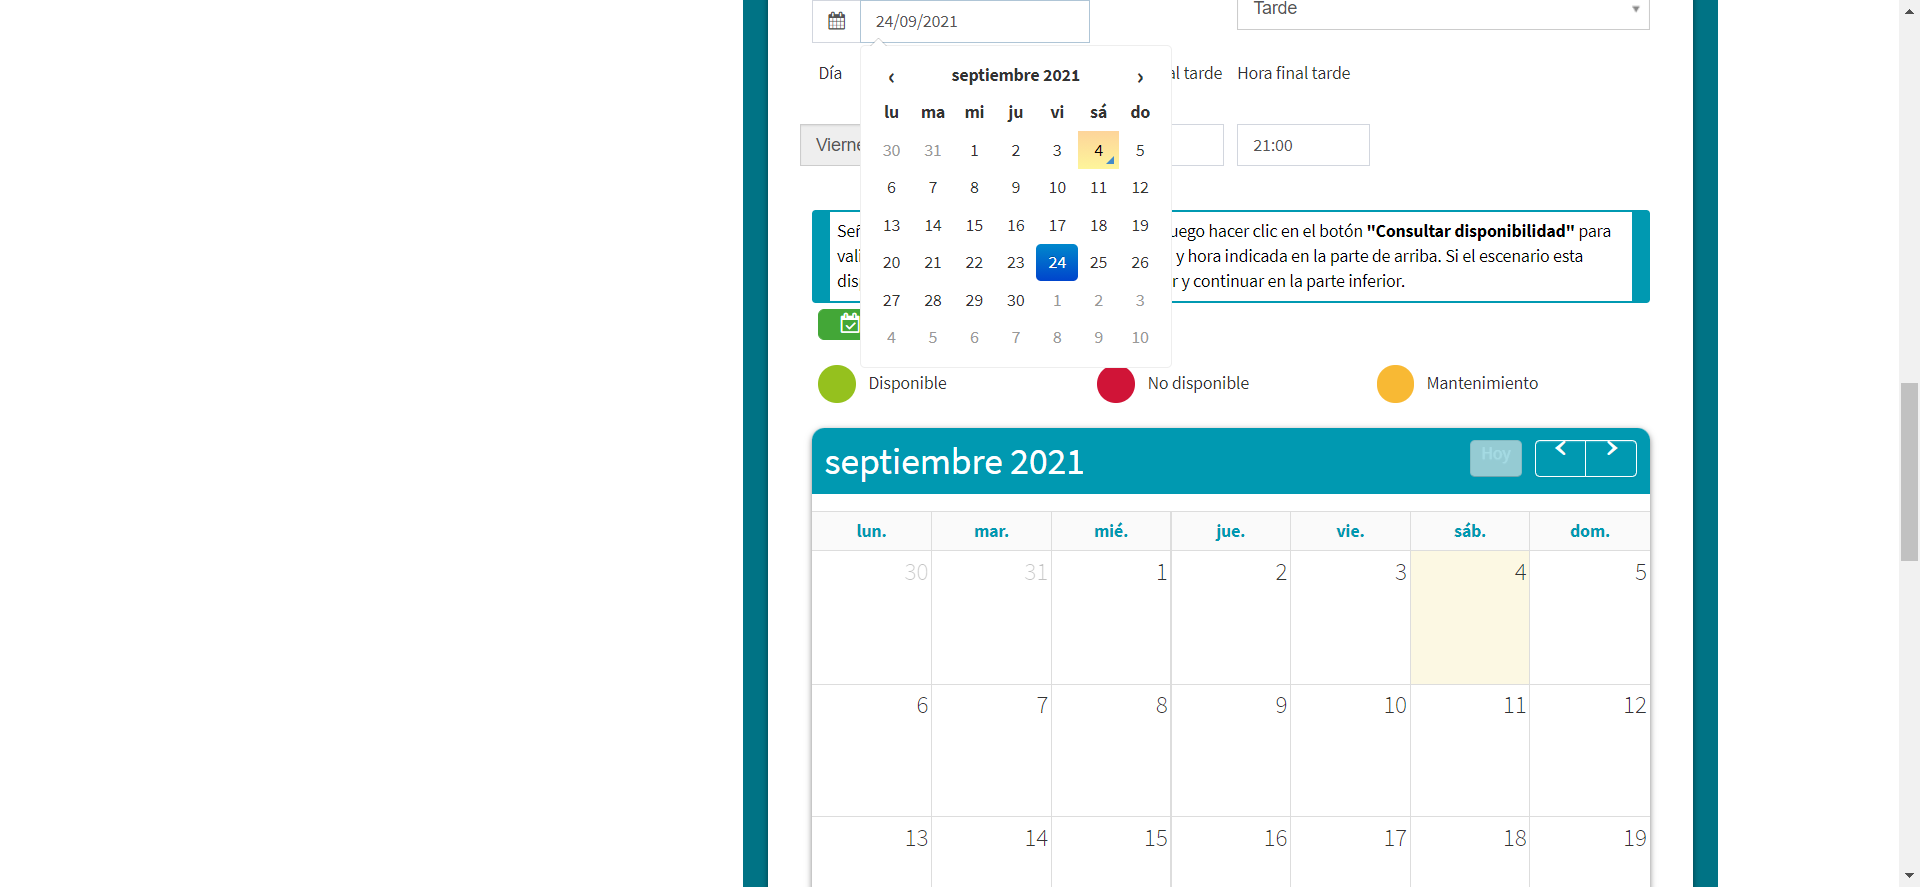 24/09/2021
Tarde
Día
‹ septiembre 2021 ›
al tarde
Hora final tarde
lu ma mi ju vi sá do
Vierne
21:00
30 31 1 2 3 4 5
6 7 8 9 10 11 12
13 14 15 16 17 18 19
20 21 22 23 24 25 26
27 28 29 30 1 2 3
4 5 6 7 8 9 10
uego hacer clic en el botón "Consultar disponibilidad" para
vali y hora indicada en la parte de arriba. Si el escenario esta
dis r y continuar en la parte inferior.
Disponible
No disponible
Mantenimiento
septiembre 2021
Hoy
lun. mar. mié. jue. vie. sáb. dom.
30 31 1 2 3 4 5
6 7 8 9 10 11 12
13 14 15 16 17 18 19